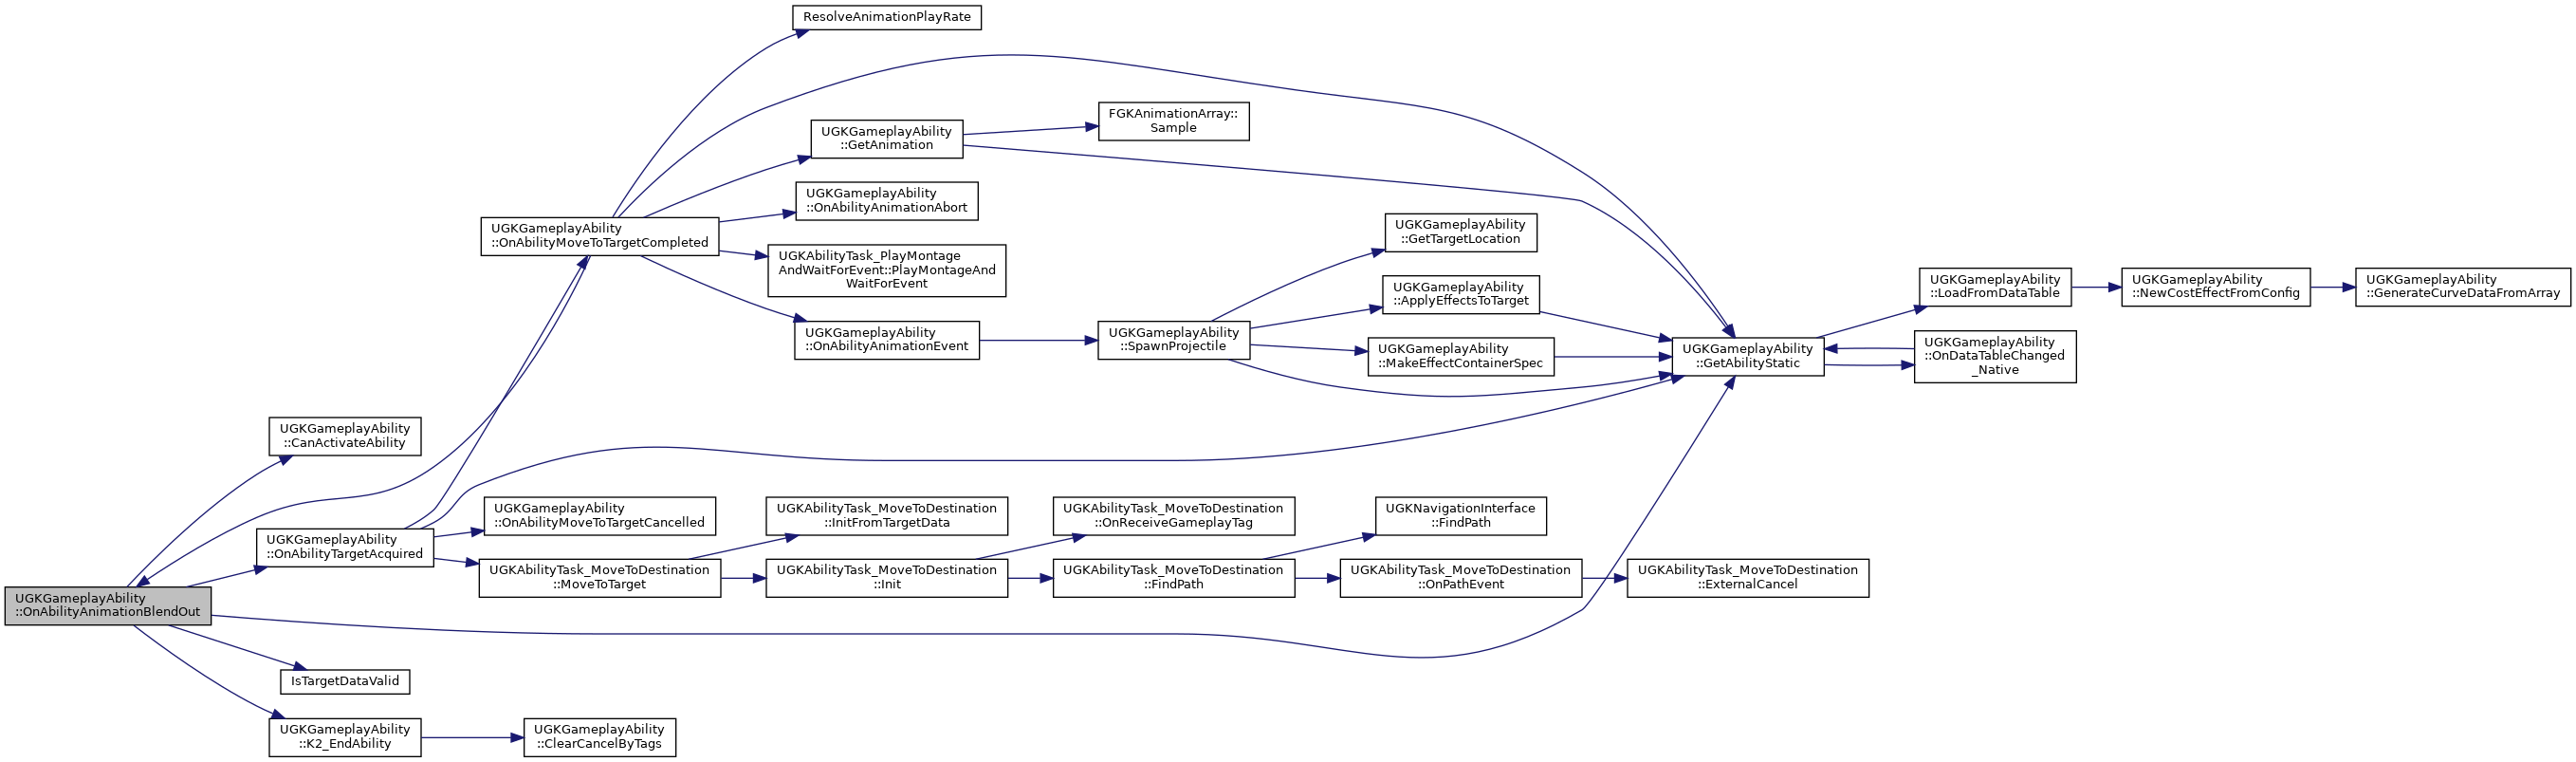 ResolveAnimationPlayRate
FGKAnimationArray::
Sample
UGKGameplayAbility
::GetAnimation
UGKGameplayAbility
::OnAbilityAnimationAbort
UGKGameplayAbility
::OnAbilityMoveToTargetCompleted
UGKGameplayAbility
::GetTargetLocation
UGKAbilityTask_PlayMontage
AndWaitForEvent::PlayMontageAnd
WaitForEvent
UGKGameplayAbility
::ApplyEffectsToTarget
UGKGameplayAbility
::LoadFromDataTable
UGKGameplayAbility
::NewCostEffectFromConfig
UGKGameplayAbility
::GenerateCurveDataFromArray
UGKGameplayAbility
::OnAbilityAnimationEvent
UGKGameplayAbility
::SpawnProjectile
UGKGameplayAbility
::MakeEffectContainerSpec
UGKGameplayAbility
::GetAbilityStatic
UGKGameplayAbility
::OnDataTableChanged
_Native
UGKGameplayAbility
::CanActivateAbility
UGKGameplayAbility
::OnAbilityMoveToTargetCancelled
UGKAbilityTask_MoveToDestination
::InitFromTargetData
UGKAbilityTask_MoveToDestination
::OnReceiveGameplayTag
UGKNavigationInterface
::FindPath
UGKGameplayAbility
::OnAbilityTargetAcquired
UGKAbilityTask_MoveToDestination
::MoveToTarget
UGKAbilityTask_MoveToDestination
::Init
UGKAbilityTask_MoveToDestination
::FindPath
UGKAbilityTask_MoveToDestination
::OnPathEvent
UGKAbilityTask_MoveToDestination
::ExternalCancel
UGKGameplayAbility
::OnAbilityAnimationBlendOut
IsTargetDataValid
UGKGameplayAbility
::K2_EndAbility
UGKGameplayAbility
::ClearCancelByTags